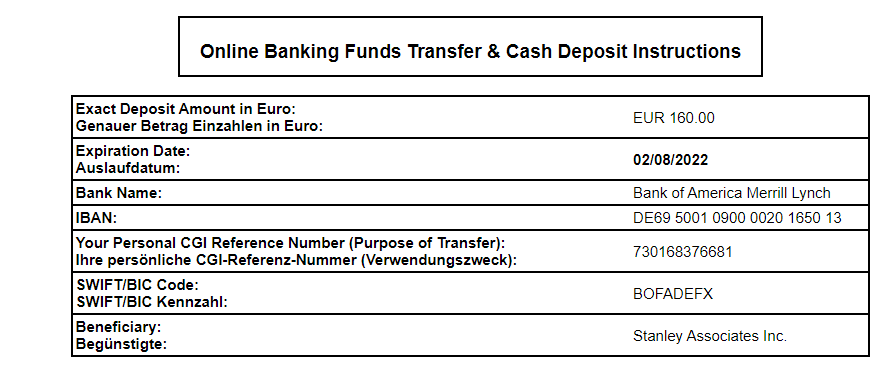 Online Banking Funds Transfer & Cash Deposit Instructions
Exact Deposit Amount in Euro:
Genauer Betrag Einzahlen in Euro:
EUR 160.00
Expiration Date:
Auslaufdatum:
02/08/2022
Bank Name:
Bank of America Merrill Lynch
IBAN:
DE69 5001 0900 0020 1650 13
Your Personal CGI Reference Number (Purpose of Transfer):
Ihre persönliche CGI-Referenz-Nummer (Verwendungszweck):
730168376681
SWIFT/BIC Code:
SWIFT/BIC Kennzahl:
BOFADEFX
Beneficiary:
Begünstigte:
Stanley Associates Inc.